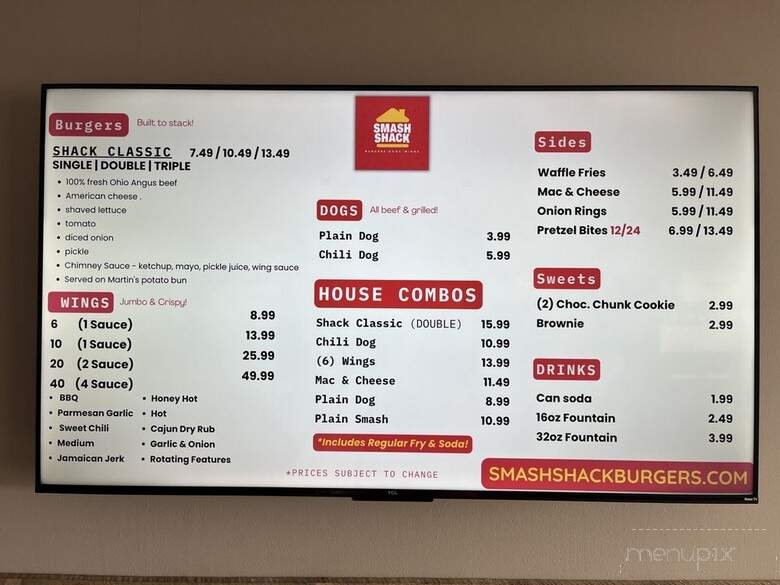 Burgers Built to stack!
SHACK CLASSIC 7.49 / 10.49 / 13.49
SINGLE | DOUBLE | TRIPLE
• 100% fresh Ohio Angus beef
• American cheese .
• shaved lettuce
• tomato
• diced onion
• pickle
• Chimney Sauce - ketchup, mayo, pickle juice, wing sauce
• Served on Martin's potato bun
WINGS Jumbo & Crispy!
6 (1 Sauce) 8.99
10 (1 Sauce) 13.99
20 (2 Sauce) 25.99
40 (4 Sauce) 49.99
• BBQ
• Parmesan Garlic
• Sweet Chili
• Medium
• Jamaican Jerk
• Honey Hot
• Hot
• Cajun Dry Rub
• Garlic & Onion
• Rotating Features
SMASH
SHACK
BURGERS DOGS WINGS
DOGS All beef & grilled!
Plain Dog 3.99
Chili Dog 5.99
HOUSE COMBOS
Shack Classic (DOUBLE) 15.99
Chili Dog 10.99
(6) Wings 13.99
Mac & Cheese 11.49
Plain Dog 8.99
Plain Smash 10.99
*Includes Regular Fry & Soda!
*PRICES SUBJECT TO CHANGE
Sides
Waffle Fries 3.49 / 6.49
Mac & Cheese 5.99 / 11.49
Onion Rings 5.99 / 11.49
Pretzel Bites 12/24 6.99 / 13.49
Sweets
(2) Choc. Chunk Cookie 2.99
Brownie 2.99
DRINKS
Can soda 1.99
16oz Fountain 2.49
32oz Fountain 3.99
SMASHSHACKBURGERS.COM
TCL
Roku TV
menupix